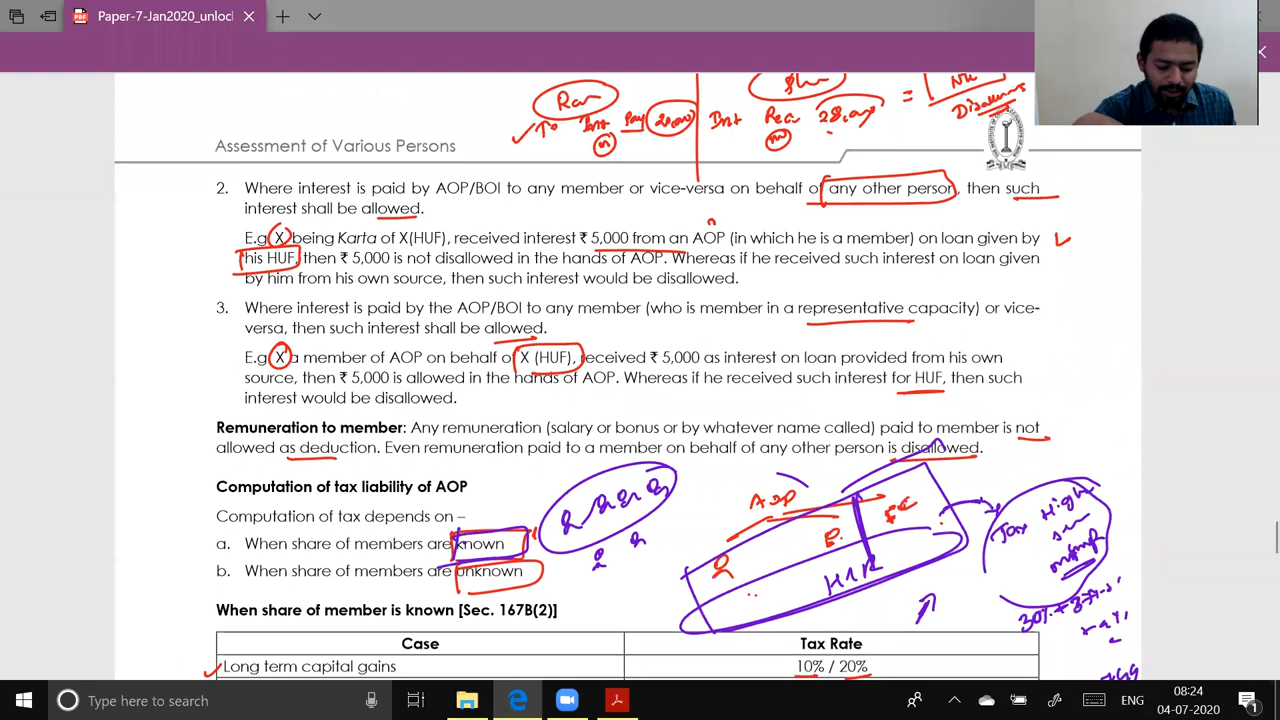 Paper-7-Jan2020_unlock
Ram
Int Pay 20,000
Int
Disallowance
Assessment of Various Persons
2. Where interest is paid by AOP/BOI to any member or vice-versa on behalf of any other person, then such
interest shall be allowed.
E.g X being Karta of X(HUF), received interest ₹ 5,000 from an AOP (in which he is a member) on loan given by
his HUF, then ₹ 5,000 is not disallowed in the hands of AOP. Whereas if he received such interest on loan given
by him from his own source, then such interest would be disallowed.
3. Where interest is paid by the AOP/BOI to any member (who is member in a representative capacity) or vice-
versa, then such interest shall be allowed.
E.g X a member of AOP on behalf of X (HUF), received ₹ 5,000 as interest on loan provided from his own
source, then ₹ 5,000 is allowed in the hands of AOP. Whereas if he received such interest for HUF, then such
interest would be disallowed.
Remuneration to member: Any remuneration (salary or bonus or by whatever name called) paid to member is not
allowed as deduction. Even remuneration paid to a member on behalf of any other person is disallowed.
Computation of tax liability of AOP
AOP
Computation of tax depends on –
Tax High
a. When share of members are known
b. When share of members are unknown
When share of member is known [Sec. 167B(2)]
Case Tax Rate
Long term capital gains 10% / 20%
Type here to search
ENG
08:24
04-07-2020
1